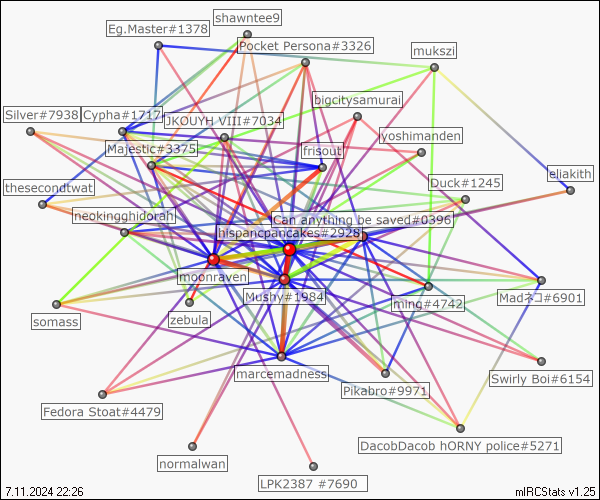 shawntee9
Eg.Master#1378
Pocket Persona#3326
mukszi
bigcitysamurai
Silver#7938
Cypha#1717
JKOUYH VIII#7034
yoshimanden
Majestic#3375
frisout
eliakith
thesecondtwat
Duck#1245
neokingghidorah
Can anything be saved#0396
hispanicpancakes#2928
moonraven
Mushy#1984
ming#4742
Madネコ#6901
somass
zebula
marcemadness
Swirly Boi#6154
Pikabro#9971
Fedora Stoat#4479
DacobDacob hORNY police#5271
normalwan
LPK2387 #7690
7.11.2024 22:26
mIRCStats v1.25